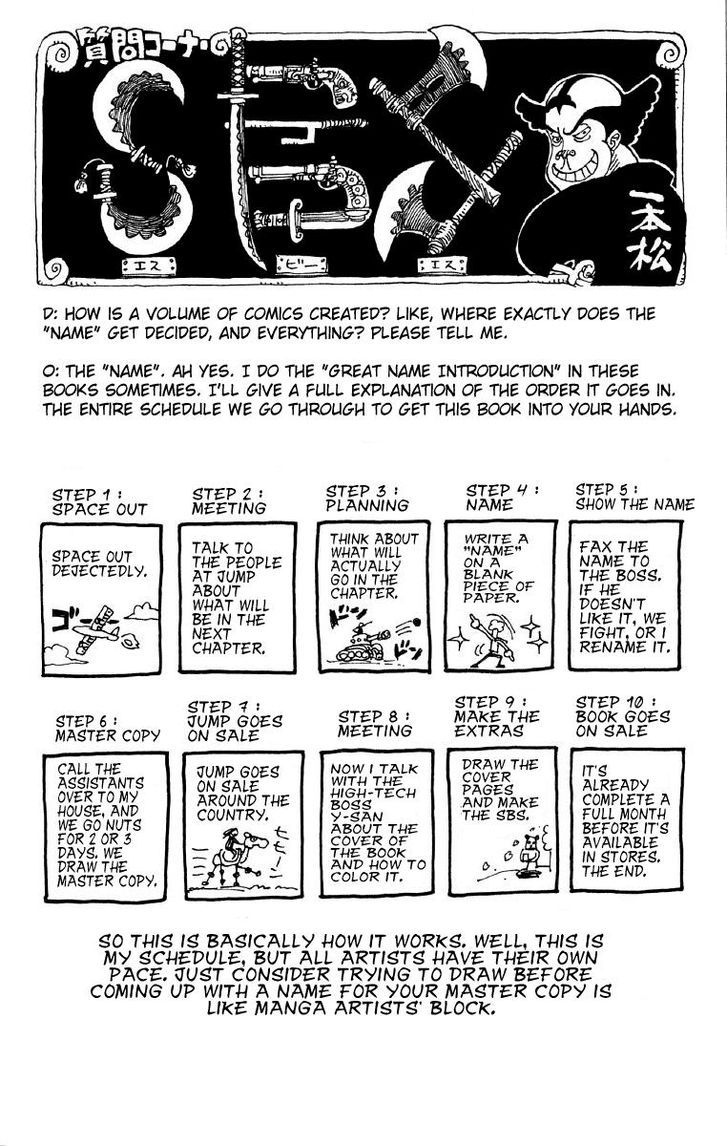 質問コーナー
SBS
エス
ビー
エス
一本松
D: HOW IS A VOLUME OF COMICS CREATED? LIKE, WHERE EXACTLY DOES THE
"NAME" GET DECIDED, AND EVERYTHING? PLEASE TELL ME.
O: THE "NAME". AH YES. I DO THE "GREAT NAME INTRODUCTION" IN THESE
BOOKS SOMETIMES. I'LL GIVE A FULL EXPLANATION OF THE ORDER IT GOES IN.
THE ENTIRE SCHEDULE WE GO THROUGH TO GET THIS BOOK INTO YOUR HANDS.
STEP 1 :
SPACE OUT
SPACE OUT
DEJECTEDLY.
ゴー
STEP 2 :
MEETING
TALK TO
THE PEOPLE
AT JUMP
ABOUT
WHAT WILL
BE IN THE
NEXT
CHAPTER.
STEP 3 :
PLANNING
THINK ABOUT
WHAT WILL
ACTUALLY
GO IN THE
CHAPTER.
ドドン
ドン
STEP 4 :
NAME
WRITE A
"NAME"
ON A
BLANK
PIECE OF
PAPER.
STEP 5 :
SHOW THE NAME
FAX THE
NAME TO
THE BOSS.
IF HE
DOESN'T
LIKE IT, WE
FIGHT, OR I
RENAME IT.
STEP 6 :
MASTER COPY
CALL THE
ASSISTANTS
OVER TO MY
HOUSE, AND
WE GO NUTS
FOR 2 OR 3
DAYS. WE
DRAW THE
MASTER COPY.
STEP 7 :
JUMP GOES
ON SALE
JUMP GOES
ON SALE
AROUND THE
COUNTRY.
STEP 8 :
MEETING
NOW I TALK
WITH THE
HIGH-TECH
BOSS
Y-SAN
ABOUT THE
COVER OF
THE BOOK
AND HOW TO
COLOR IT.
STEP 9 :
MAKE THE
EXTRAS
DRAW THE
COVER
PAGES
AND MAKE
THE SBS.
STEP 10 :
BOOK GOES
ON SALE
IT'S
ALREADY
COMPLETE A
FULL MONTH
BEFORE IT'S
AVAILABLE
IN STORES.
THE END.
SO THIS IS BASICALLY HOW IT WORKS. WELL, THIS IS
MY SCHEDULE, BUT ALL ARTISTS HAVE THEIR OWN
PACE. JUST CONSIDER TRYING TO DRAW BEFORE
COMING UP WITH A NAME FOR YOUR MASTER COPY IS
LIKE MANGA ARTISTS' BLOCK.